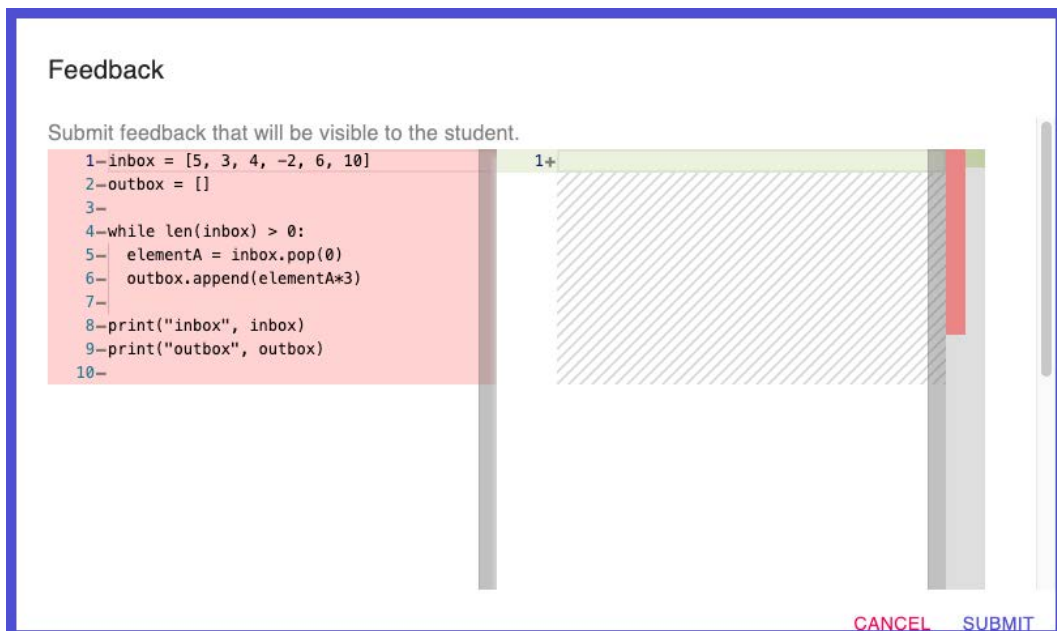 Feedback
Submit feedback that will be visible to the student.
1–inbox = [5, 3, 4, -2, 6, 10]
1+
2–outbox = []
3–
4–while len(inbox) > 0:
5–  elementA = inbox.pop(0)
6–  outbox.append(elementA*3)
7–
8–print("inbox", inbox)
9–print("outbox", outbox)
10–
CANCEL SUBMIT